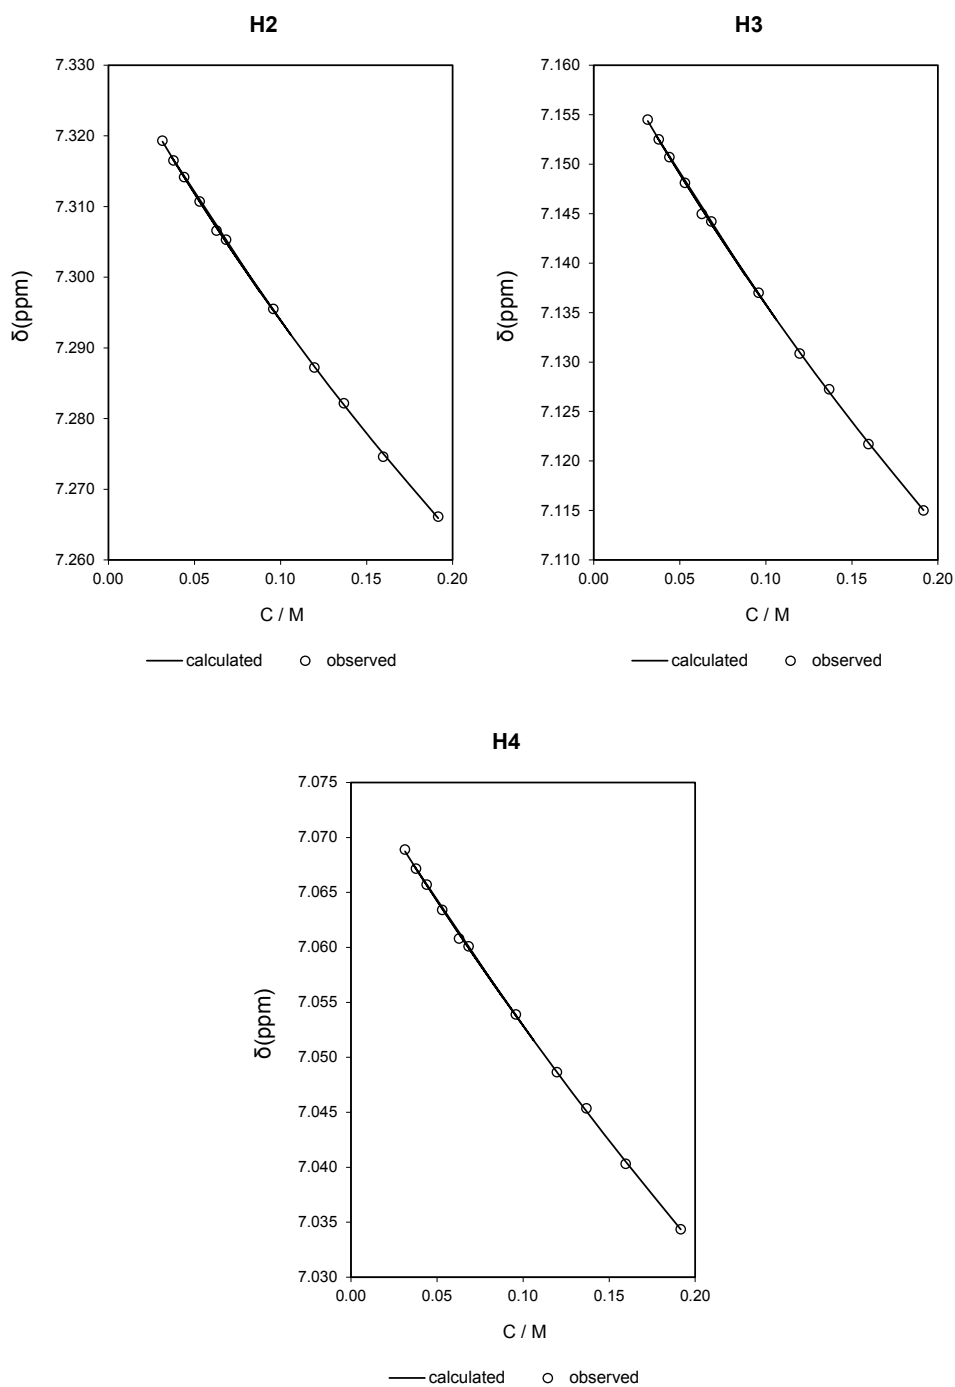 H2
7.330
7.320
7.310
7.300
7.290
7.280
7.270
7.260
δ(ppm)
0.00 0.05 0.10 0.15 0.20
C / M
calculated observed
H3
7.160
7.155
7.150
7.145
7.140
7.135
7.130
7.125
7.120
7.115
7.110
δ(ppm)
0.00 0.05 0.10 0.15 0.20
C / M
calculated observed
H4
7.075
7.070
7.065
7.060
7.055
7.050
7.045
7.040
7.035
7.030
δ(ppm)
0.00 0.05 0.10 0.15 0.20
C / M
calculated observed